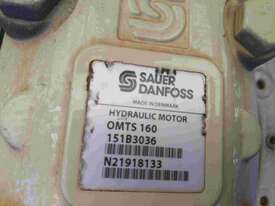 SAUER
DANFOSS
MADE IN DENMARK
HYDRAULIC MOTOR
OMTS 160
151B3036
N21918133